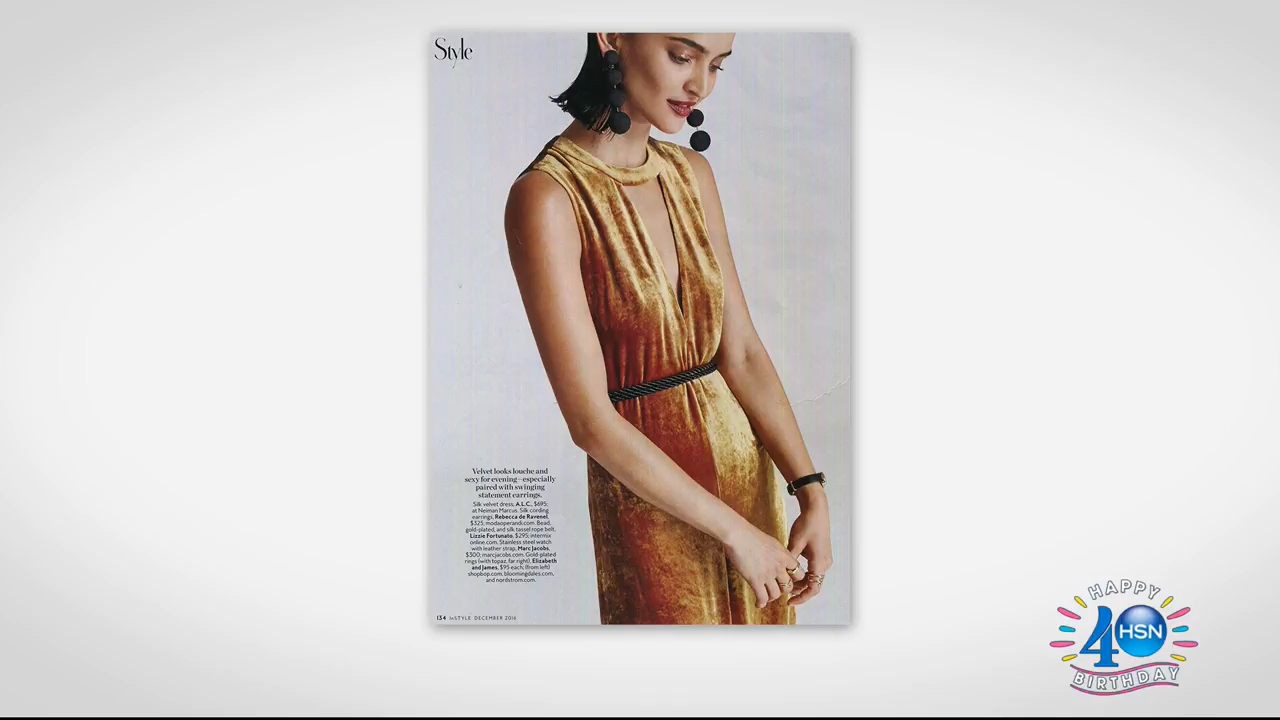 Style
Velvet looks louche and
sexy for evening—especially
paired with swinging
statement earrings.
Silk velvet dress, A.L.C., $695;
at Neiman Marcus. Silk cording
earrings, Rebecca de Ravenel,
$325; modaoperandi.com. Bead,
gold-plated, and silk tassel rope belt,
Lizzie Fortunato, $295; intermix
online.com. Stainless steel watch
with leather strap, Marc Jacobs,
$300; marcjacobs.com. Gold-plated
rings (with topaz, far right), Elizabeth
and James, $95 each; (from left)
shopbop.com, bloomingdales.com,
and nordstrom.com.
134 InSTYLE DECEMBER 2016
HAPPY
40
HSN
BIRTHDAY